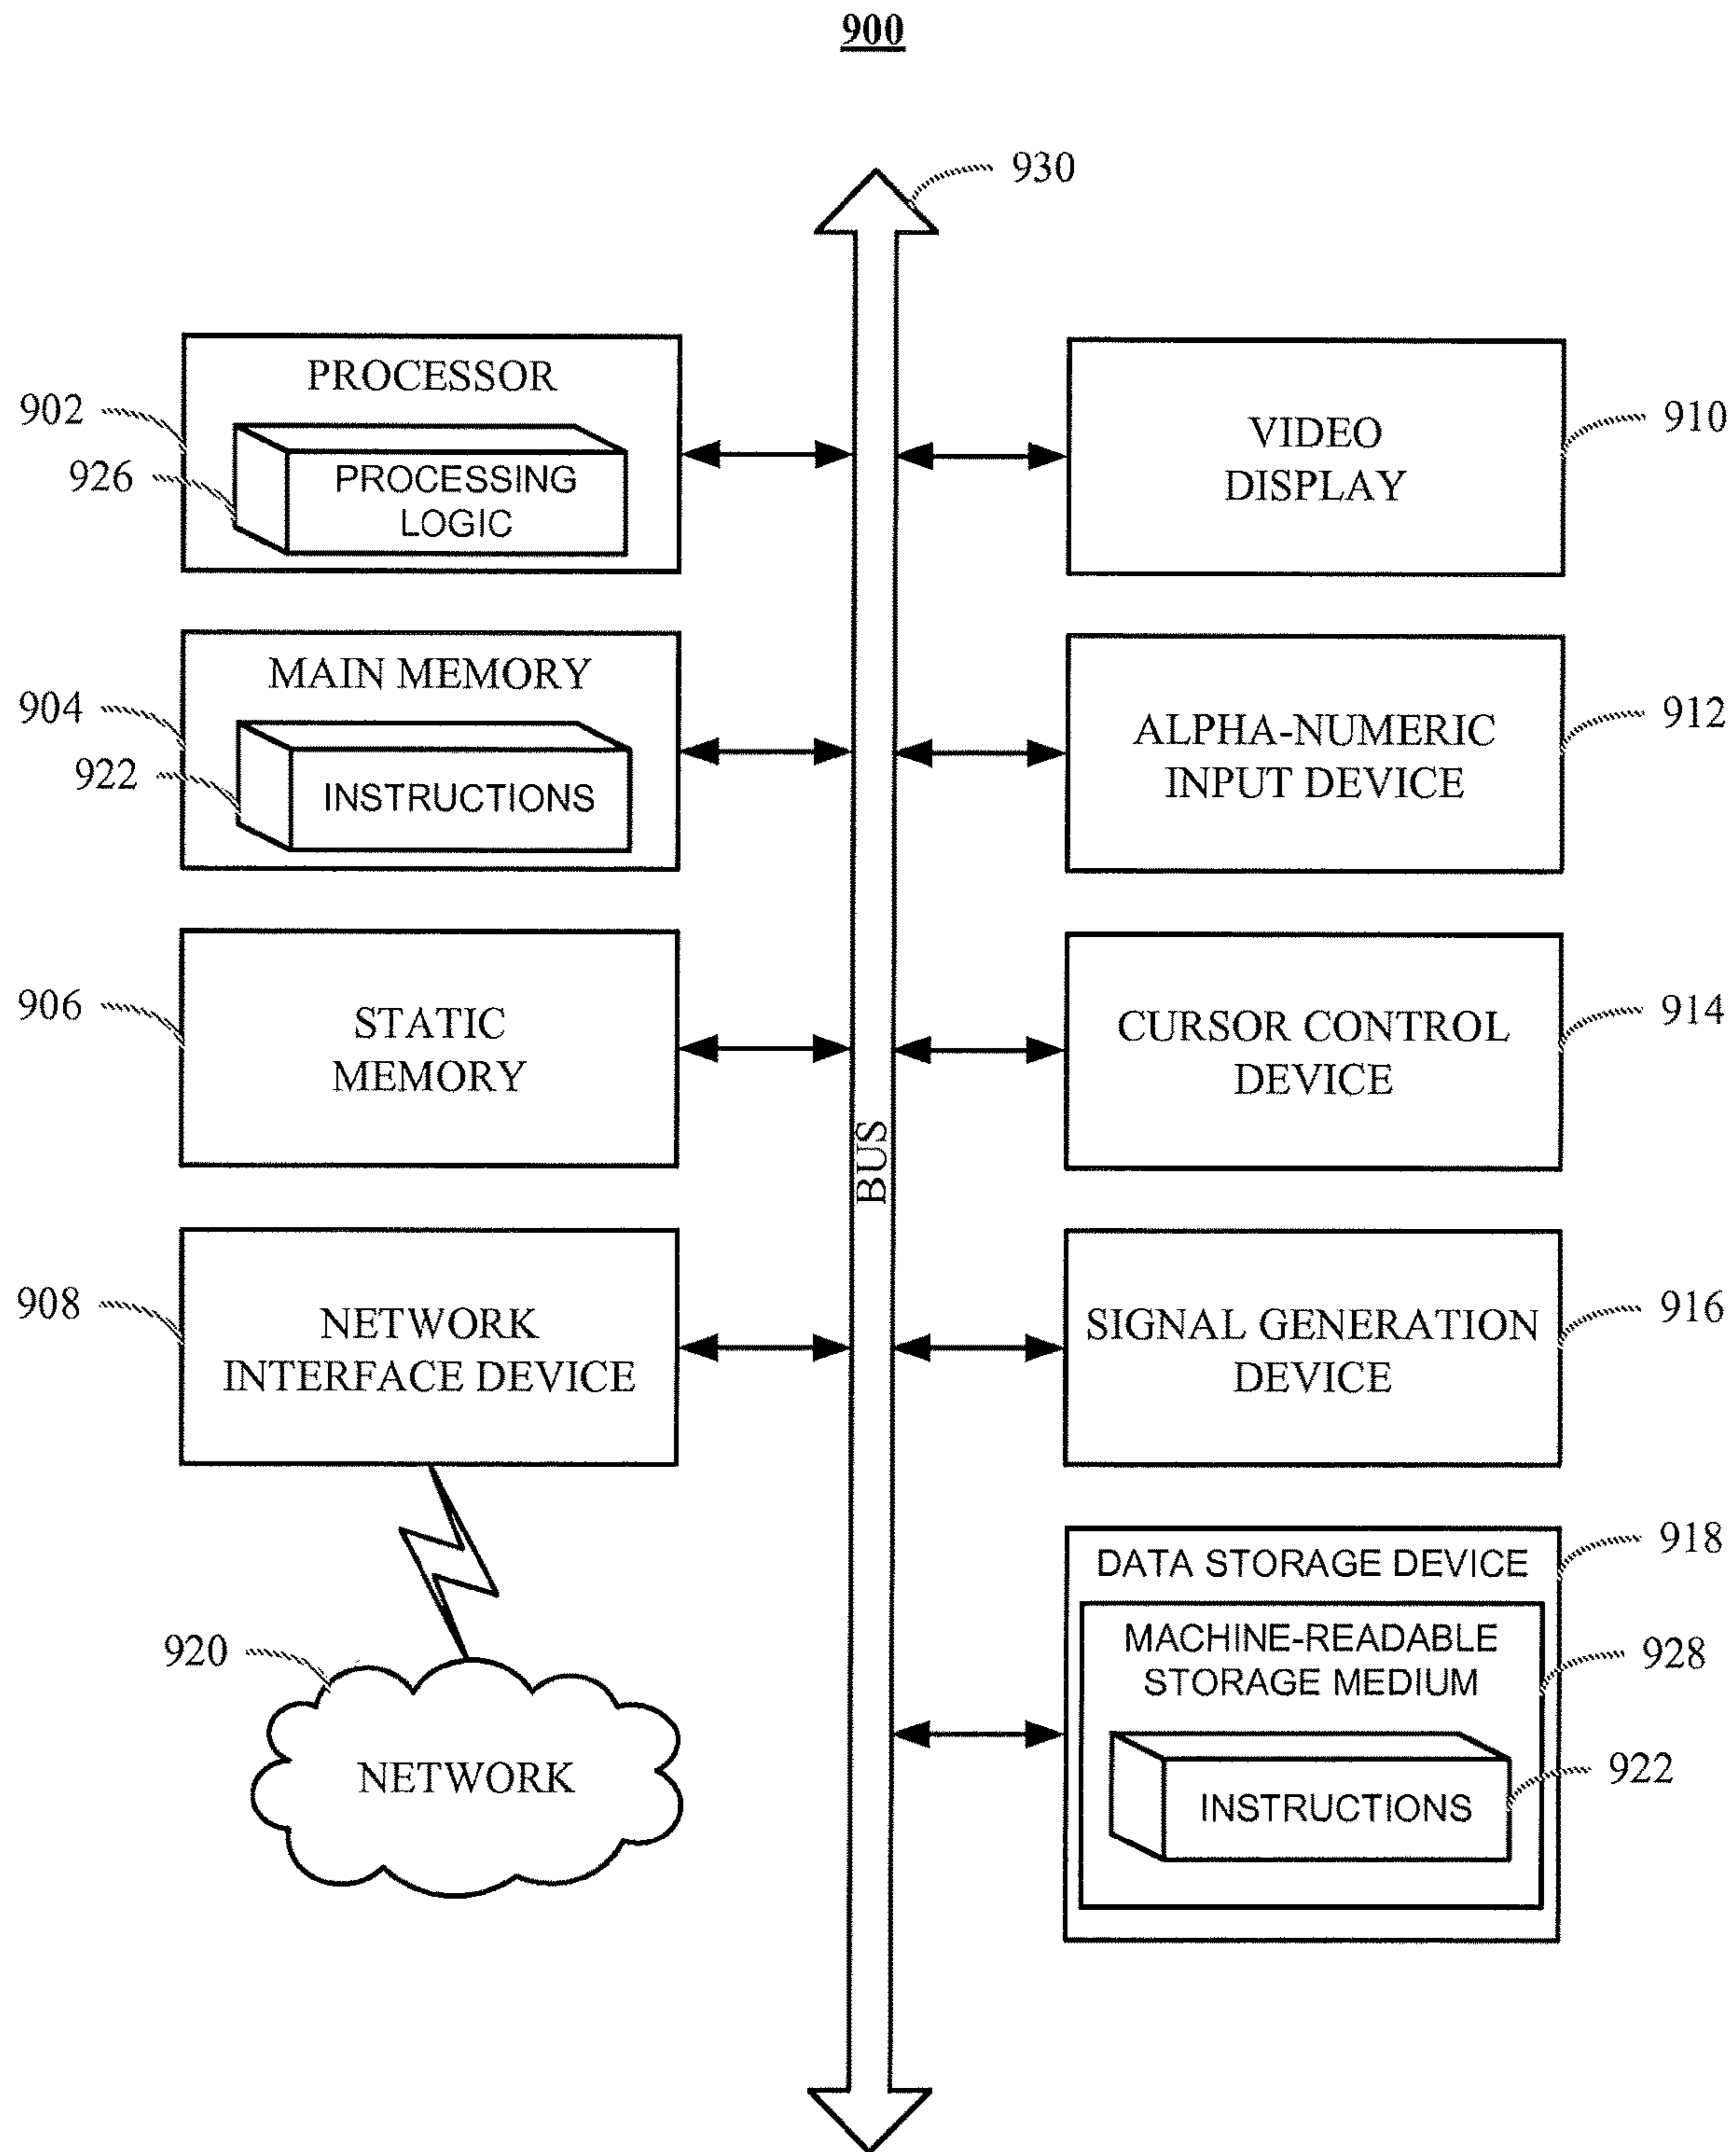 900
930
PROCESSOR
902
926
PROCESSING
LOGIC
VIDEO
DISPLAY
910
MAIN MEMORY
904
922
INSTRUCTIONS
ALPHA-NUMERIC
INPUT DEVICE
912
906
STATIC
MEMORY
CURSOR CONTROL
DEVICE
914
BUS
908
NETWORK
INTERFACE DEVICE
SIGNAL GENERATION
DEVICE
916
920
NETWORK
DATA STORAGE DEVICE
918
MACHINE-READABLE
STORAGE MEDIUM
928
INSTRUCTIONS
922